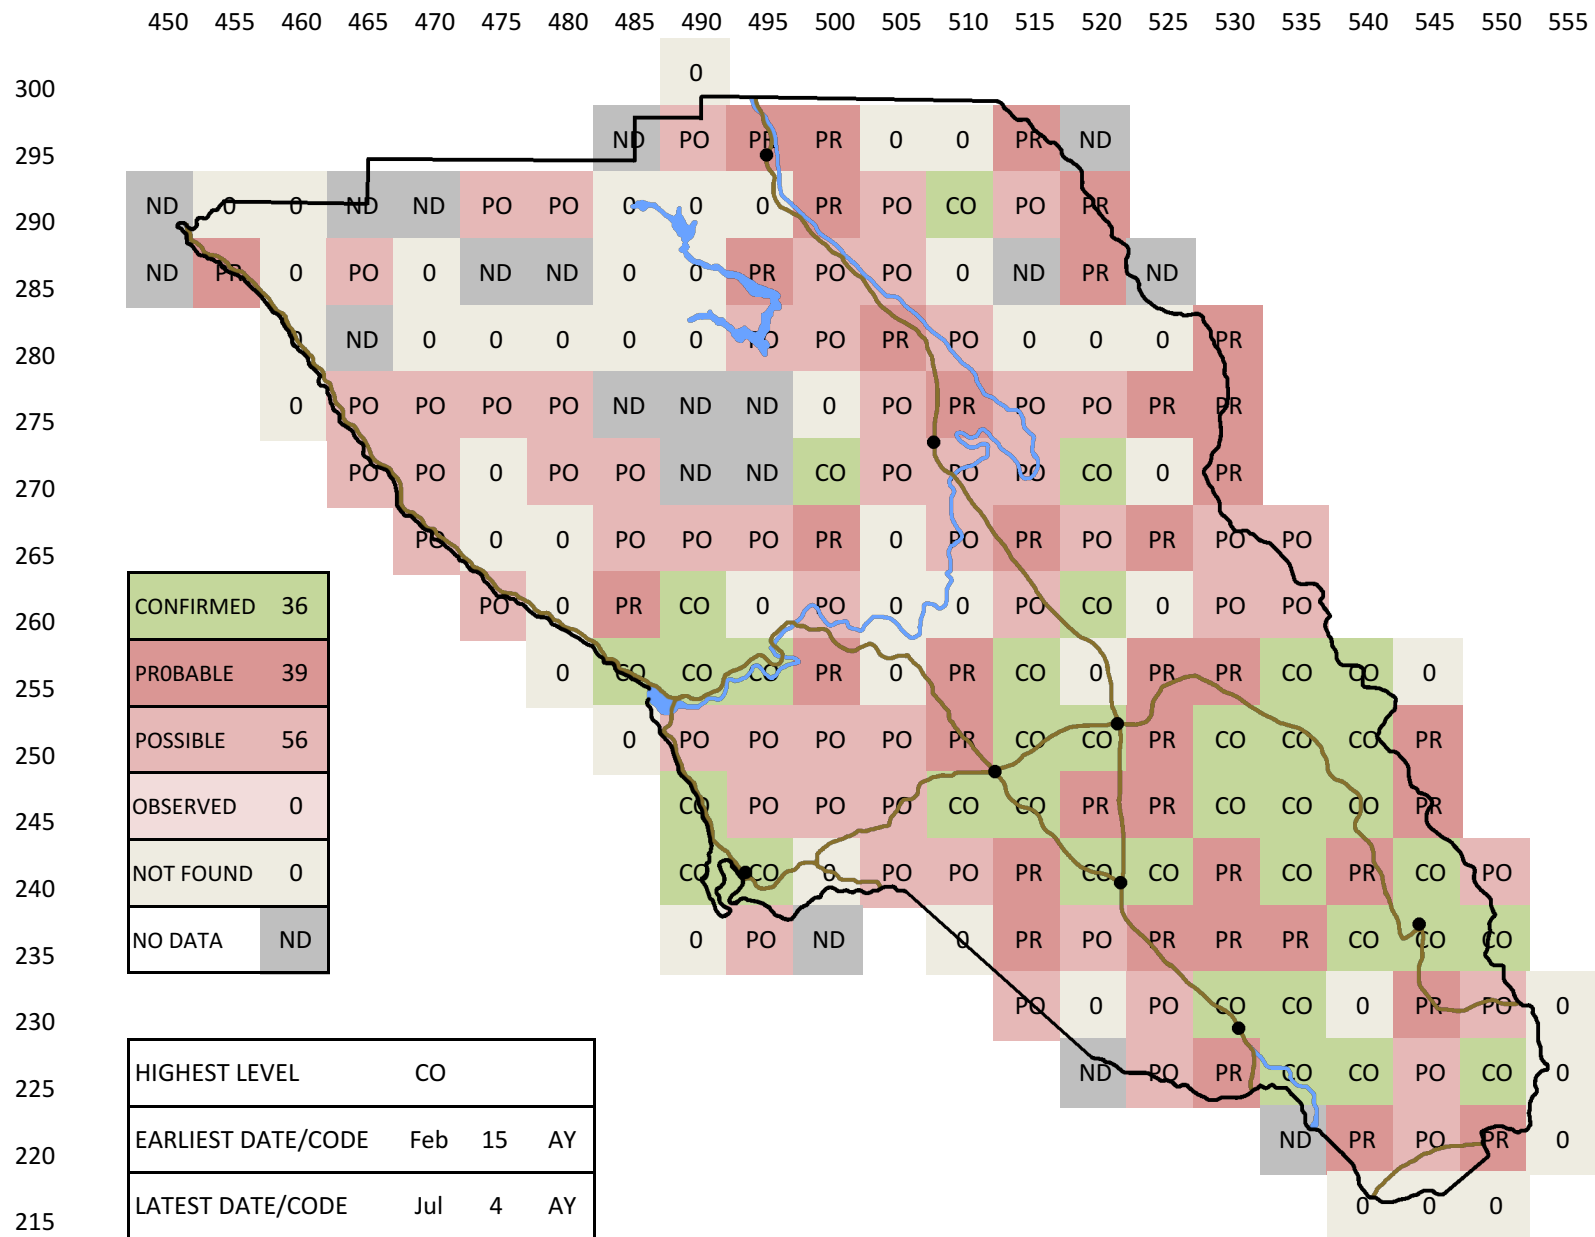 450 455 460 465 470 475 480 485 490 495 500 505 510 515 520 525 530 535 540 545 550 555
0
300
ND PO PR PR 0 0 PR ND
295
ND 0 0 ND ND PO PO 0 0 0 PR PO CO PO PR
290
ND PR 0 PO 0 ND ND 0 0 PR PO PO 0 ND PR ND
285
0 ND 0 0 0 0 0 PO PO PR PO 0 0 0 PR
280
0 PO PO PO PO ND ND ND 0 PO PR PO PO PR PR
275
PO PO 0 PO PO ND ND CO PO PO PO CO 0 PR
270
PO 0 0 PO PO PO PR 0 PO PR PO PR PO PO
265
PO 0 PR CO 0 PO 0 0 PO CO 0 PO PO
CONFIRMED 36
260
0 CO CO CO PR 0 PR CO 0 PR PR CO CO 0
PR0BABLE 39
255
0 PO PO PO PO PR CO CO PR CO CO CO PR
POSSIBLE 56
250
CO PO PO PO CO CO PR PR CO CO CO PR
OBSERVED 0
245
CO CO 0 PO PO PR CO CO PR CO PR CO PO
NOT FOUND 0
240
0 PO ND 0 PR PO PR PR PR CO CO CO
NO DATA ND
235
PO 0 PO CO CO 0 PR PO 0
230
ND PO PR CO CO PO CO 0
HIGHEST LEVEL CO
225
ND PR PO PR 0
EARLIEST DATE/CODE Feb 15 AY
220
0 0 0
LATEST DATE/CODE Jul 4 AY
215